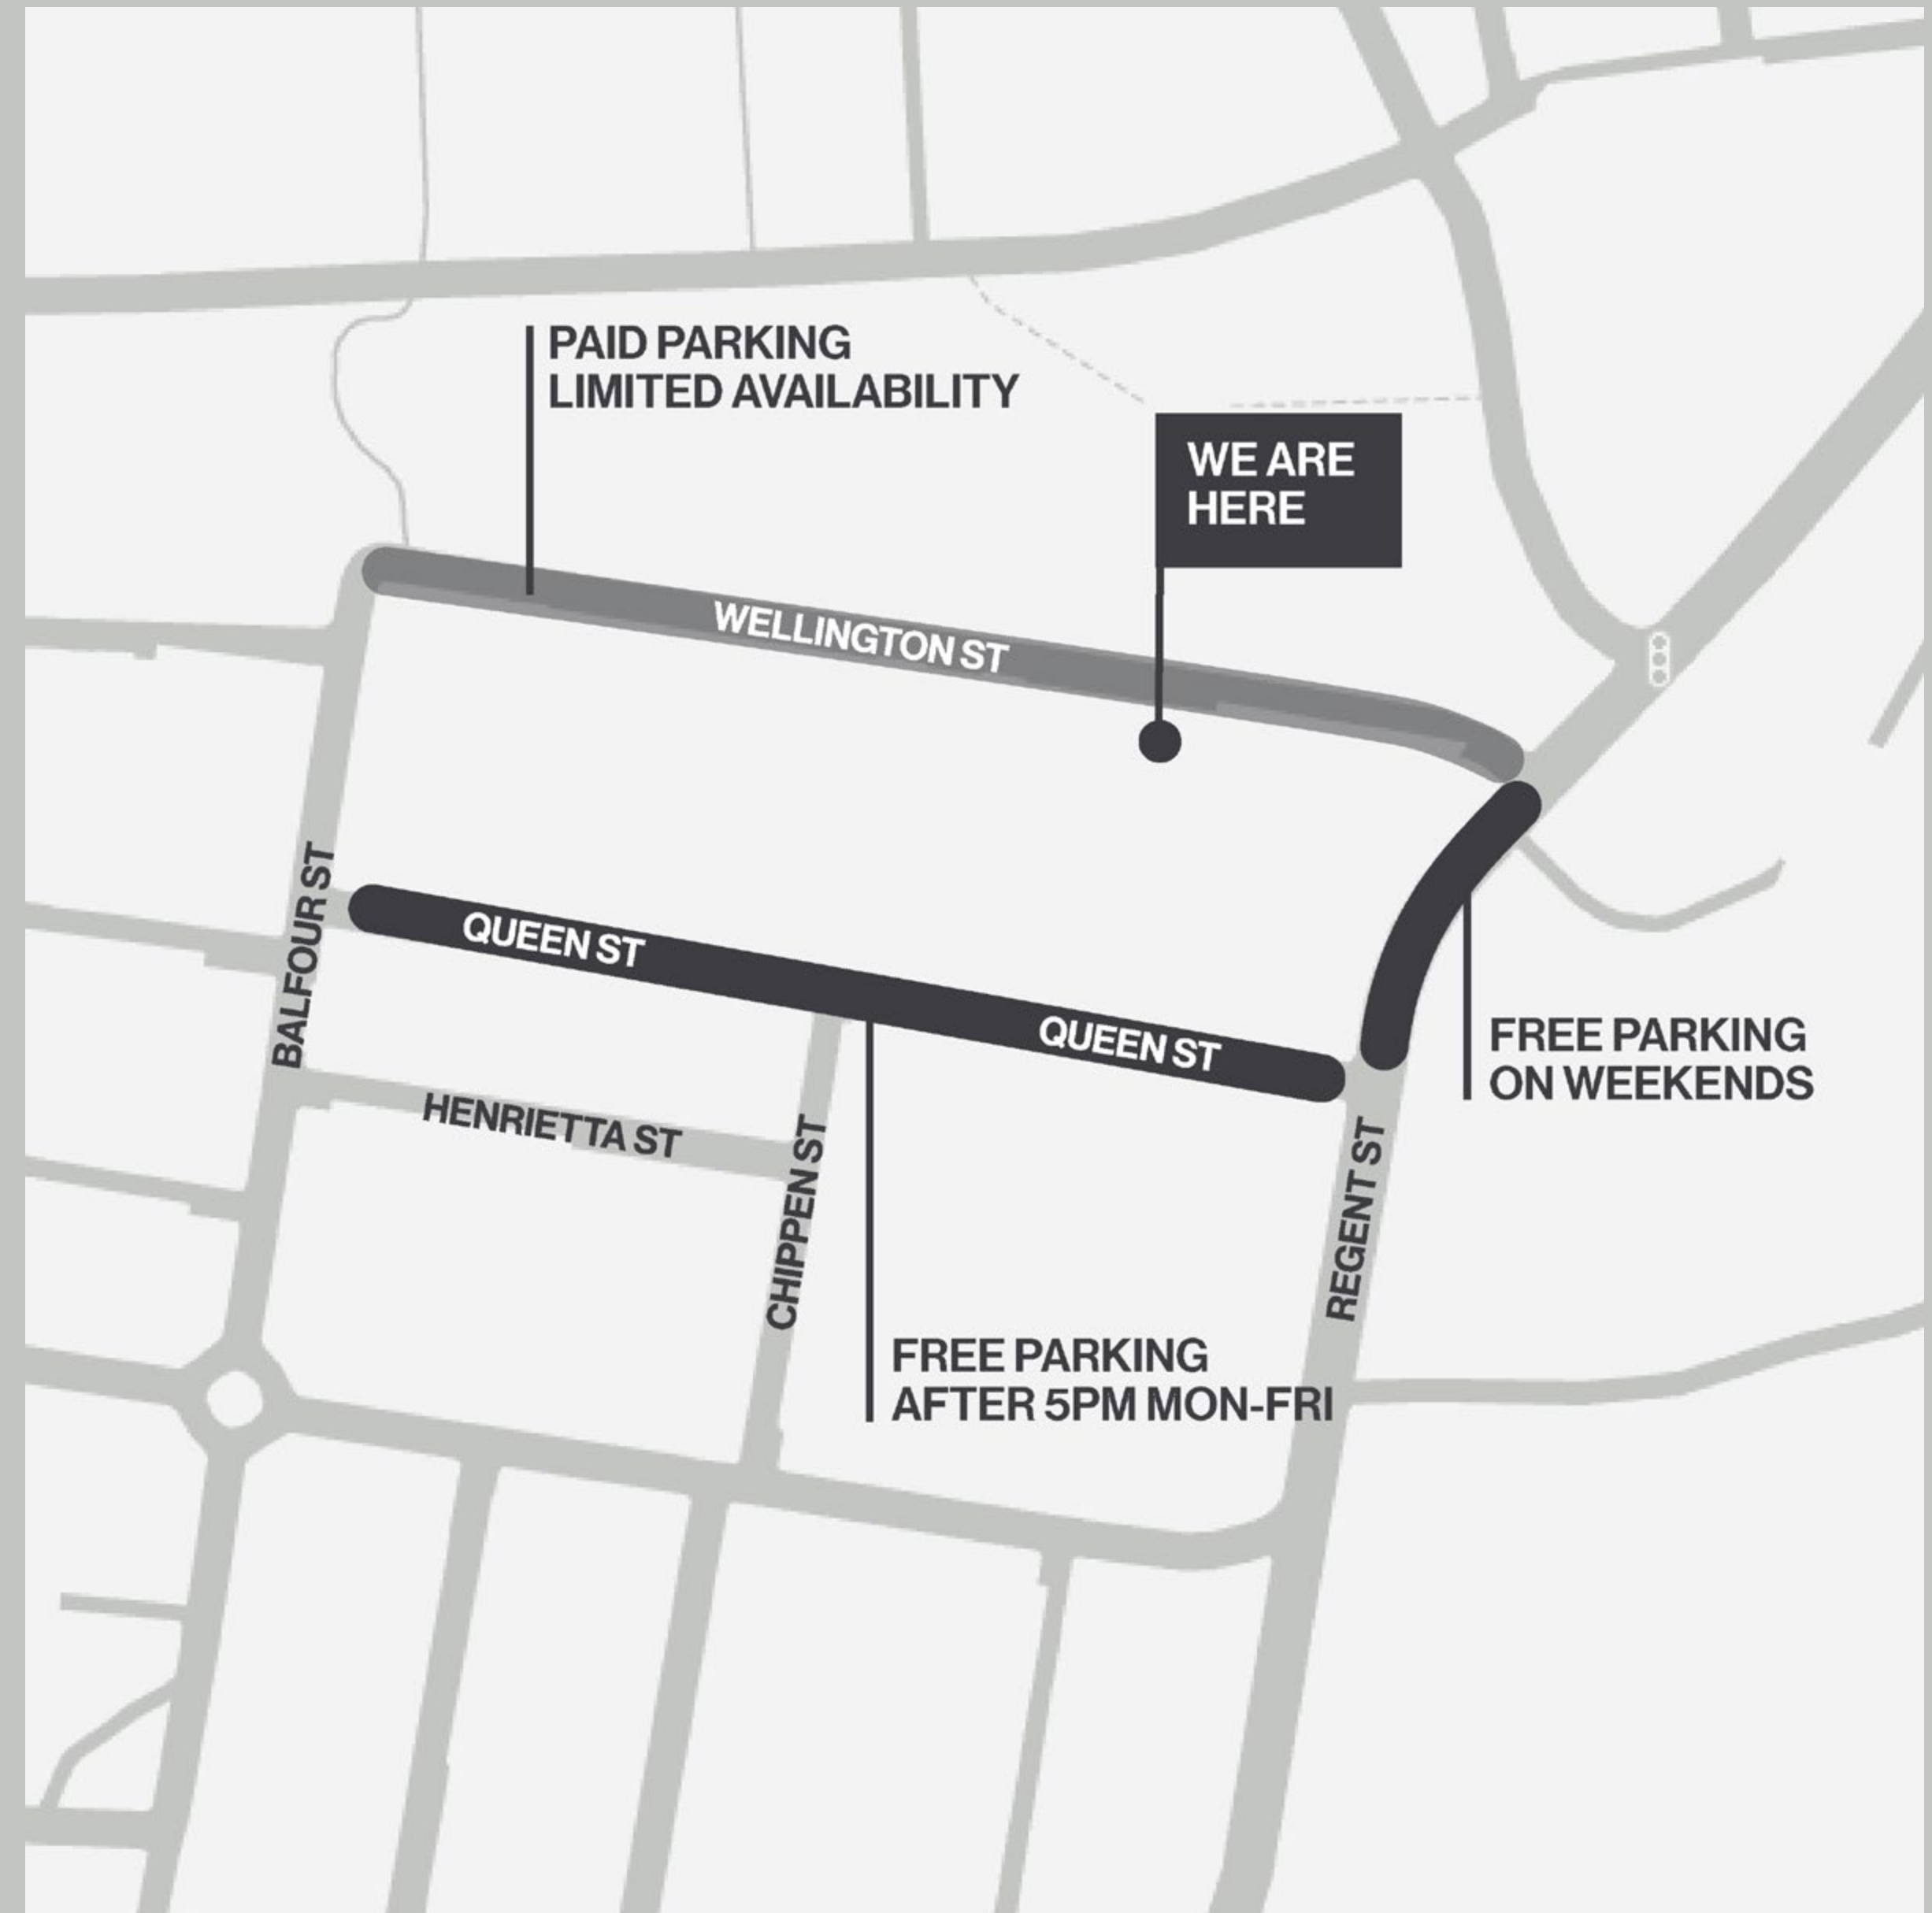 PAID PARKING
LIMITED AVAILABILITY
WE ARE
HERE
WELLINGTON ST
BALFOUR ST
QUEEN ST
QUEEN ST
FREE PARKING
ON WEEKENDS
HENRIETTA ST
CHIPPEN ST
REGENT ST
FREE PARKING
AFTER 5PM MON-FRI